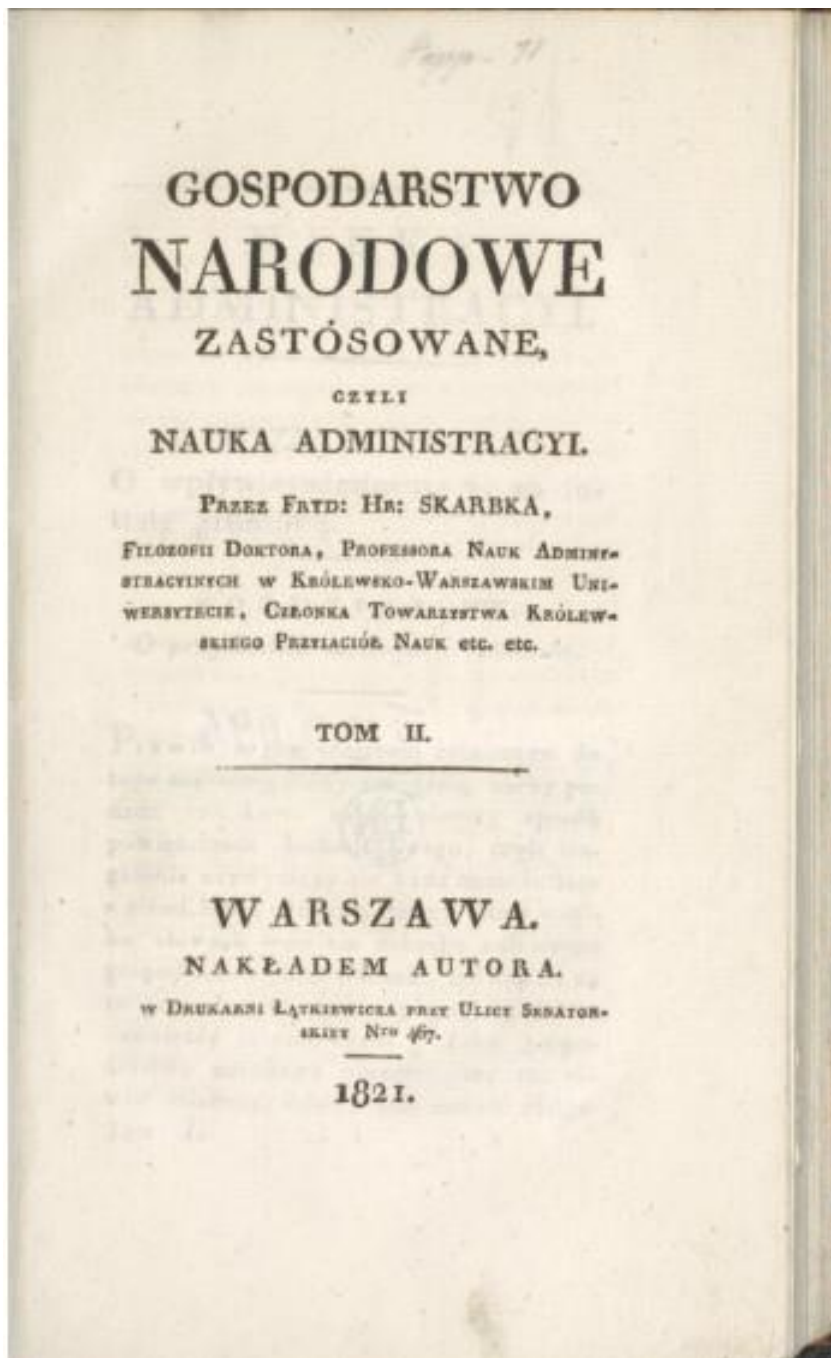 GOSPODARSTWO
NARODOWE
ZASTÓSOWANE,
CZYLI
NAUKA ADMINISTRACYI.
PRZEZ FRYD: HR: SKARBKA,
FILOZOFII DOKTORA, PROFESSORA NAUK ADMINI-
STRACYINYCH W KRÓLEWSKO-WARSZAWSKIM UNI-
WERSYTECIE, CZŁONKA TOWARZYSTWA KRÓLEW-
SKIEGO PRZYIACIÓŁ NAUK etc. etc.
TOM II.
WARSZAWA.
NAKŁADEM AUTORA.
W DRUKARNI ŁĄTKIEWICZA PRZY ULICY SENATOR-
SKIEY Nro 467.
1821.